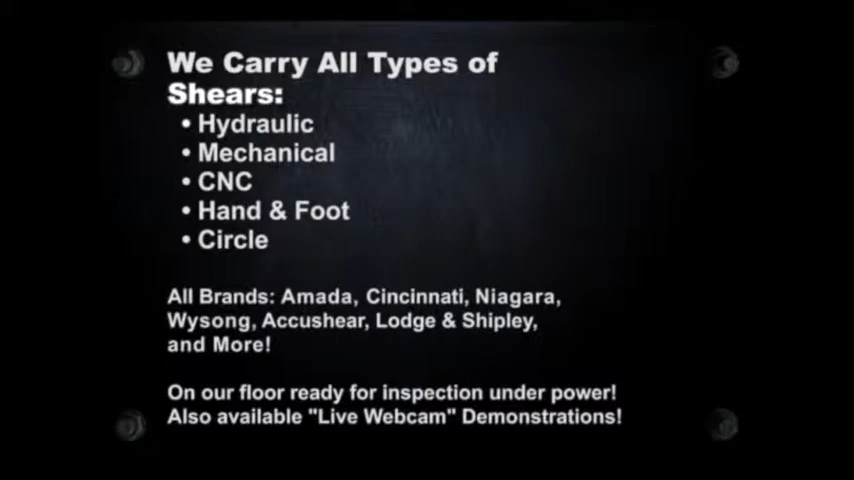 We Carry All Types of
Shears:
• Hydraulic
• Mechanical
• CNC
• Hand & Foot
• Circle
All Brands: Amada, Cincinnati, Niagara,
Wysong, Accushear, Lodge & Shipley,
and More!
On our floor ready for inspection under power!
Also available "Live Webcam" Demonstrations!